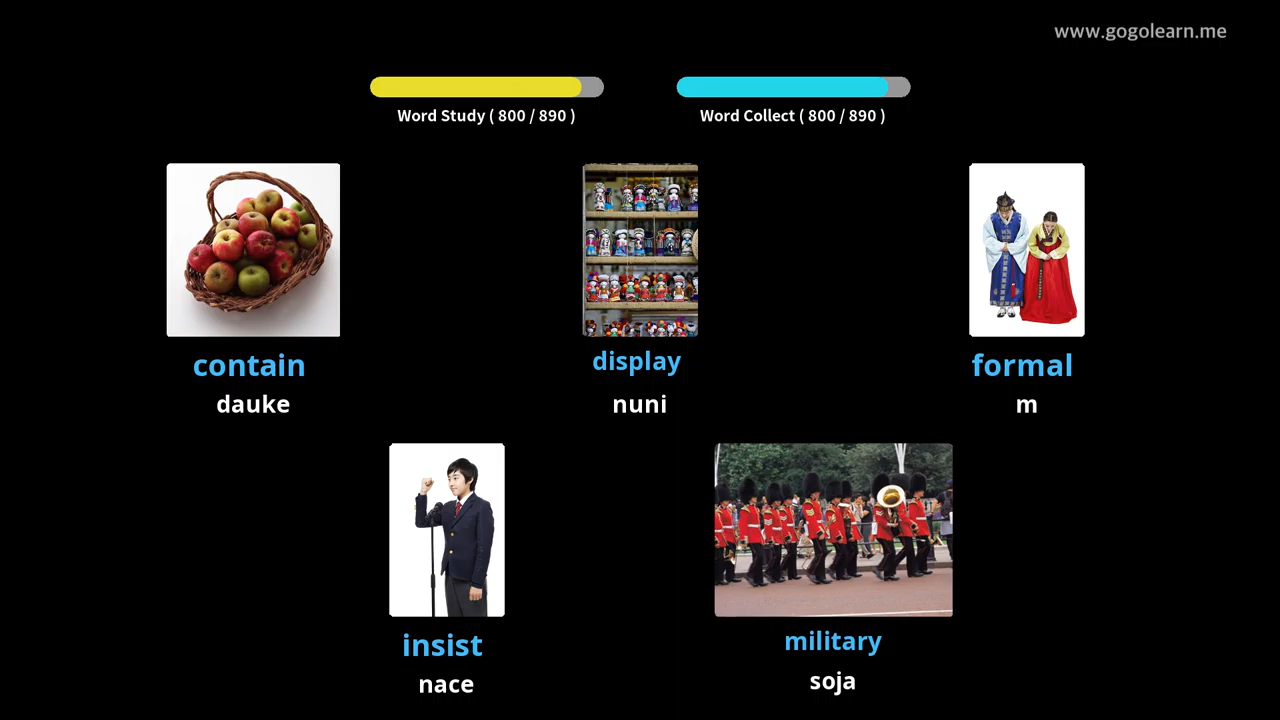 www.gogolearn.me
Word Study ( 800 / 890 )
Word Collect ( 800 / 890 )
contain
dauke
display
nuni
formal
m
insist
nace
military
soja